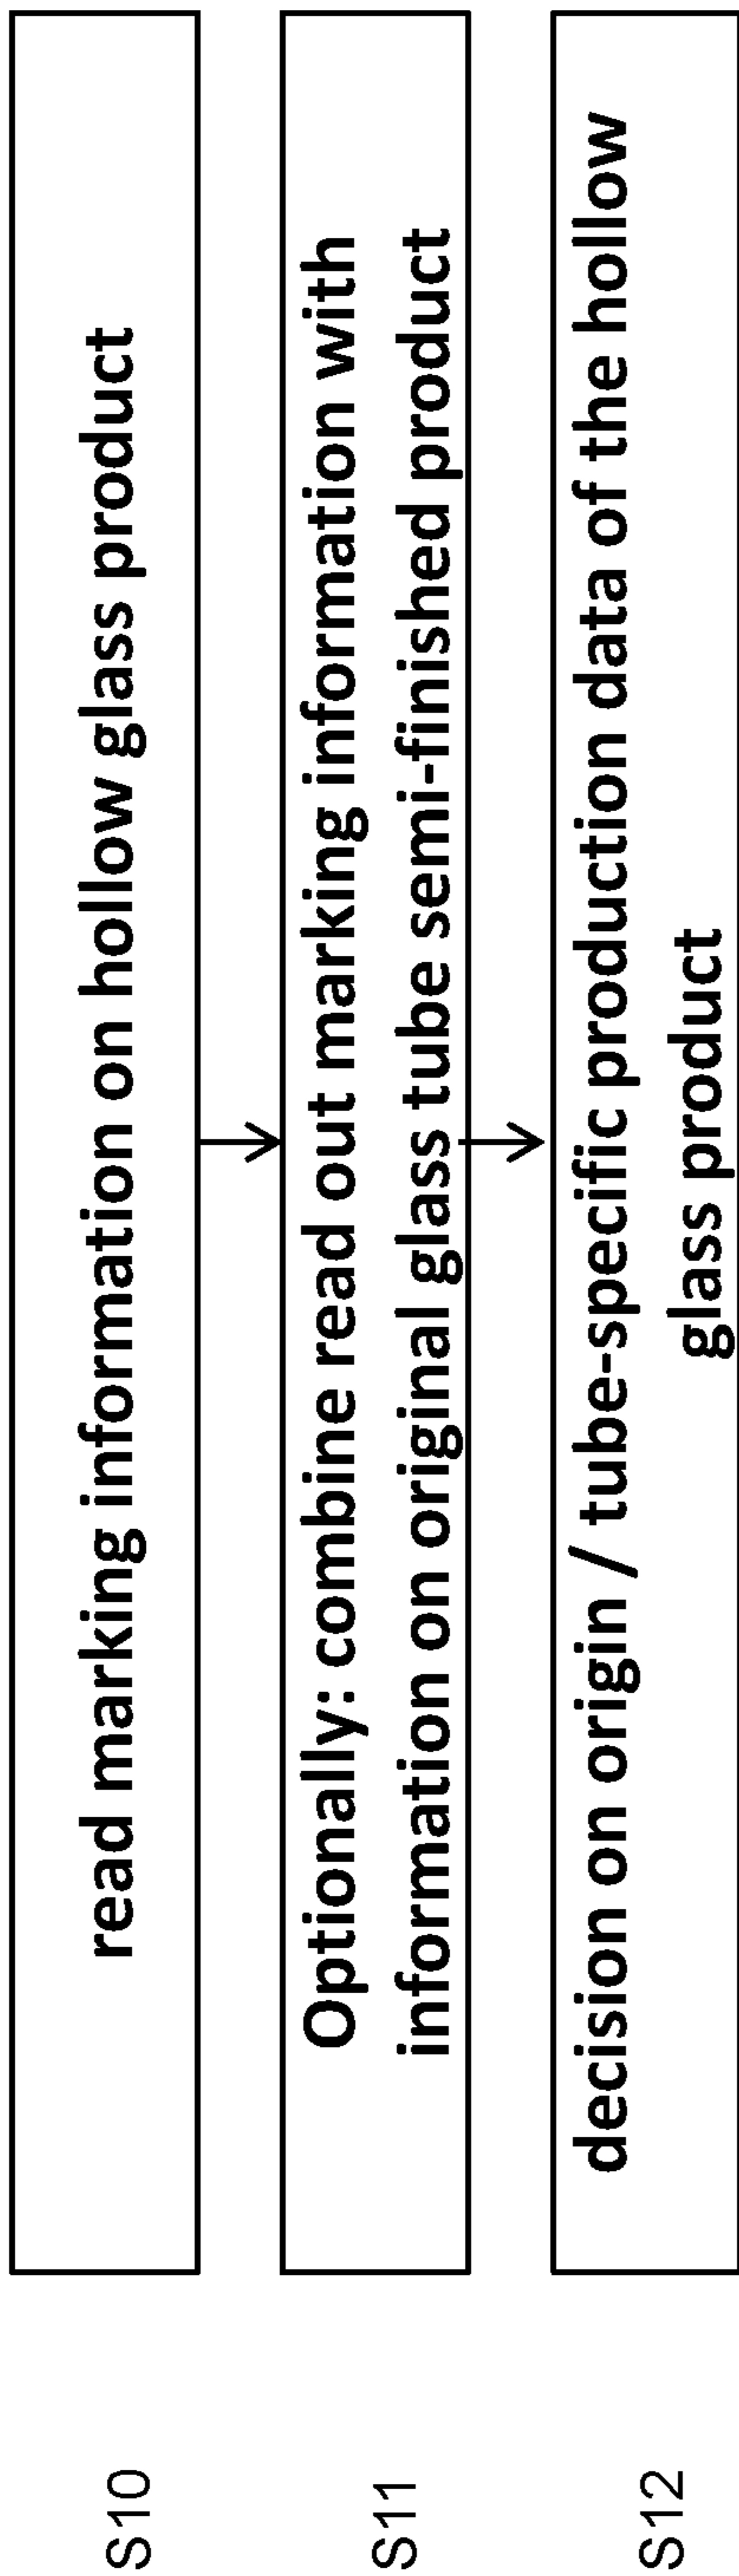 S10
read marking information on hollow glass product
S11
Optionally: combine read out marking information with
information on original glass tube semi-finished product
S12
decision on origin / tube-specific production data of the hollow
glass product